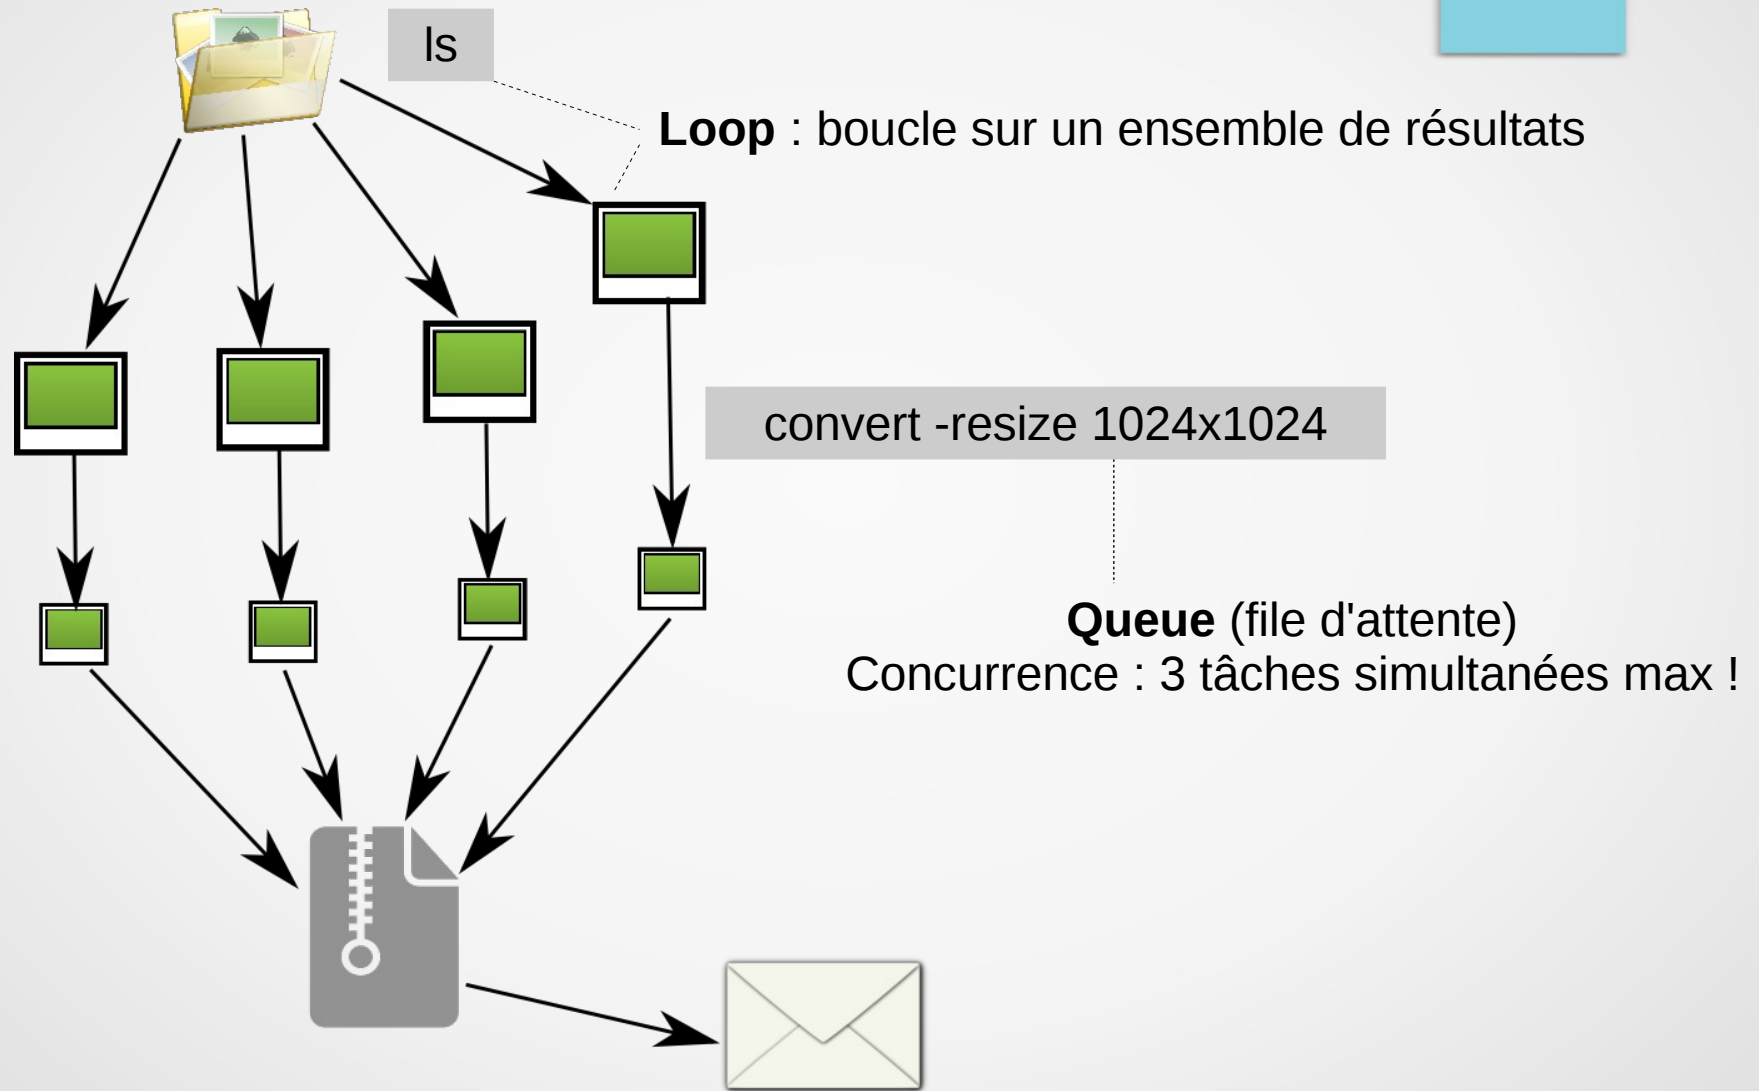 ls
Loop : boucle sur un ensemble de résultats
convert -resize 1024x1024
Queue (file d'attente)
Concurrence : 3 tâches simultanées max !